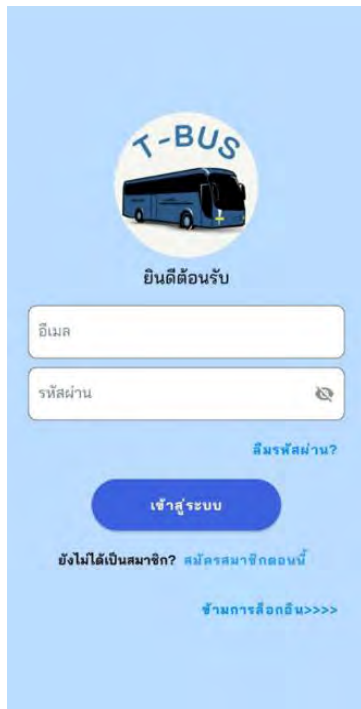 T-BUS
ยินดีต้อนรับ
อีเมล
รหัสผ่าน
ลืมรหัสผ่าน?
เข้าสู่ระบบ
ยังไม่ได้เป็นสมาชิก? สมัครสมาชิกตอนนี้
ข้ามการล็อกอิน>>>>